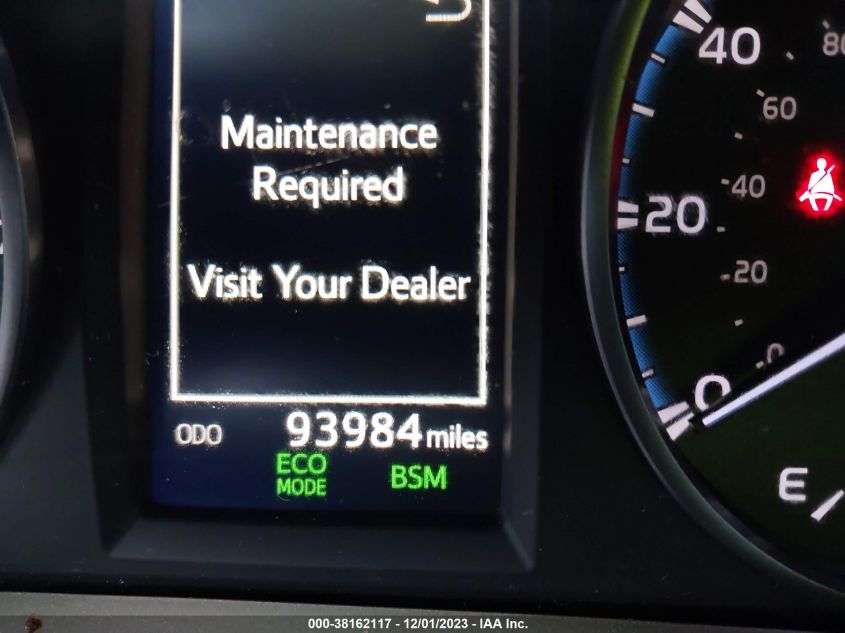 Maintenance
Required
Visit Your Dealer
ODO 93984 miles
ECO
MODE
BSM
40
80
60
40
20
20
0
0
E
000-38162117 - 12/01/2023 - IAA Inc.